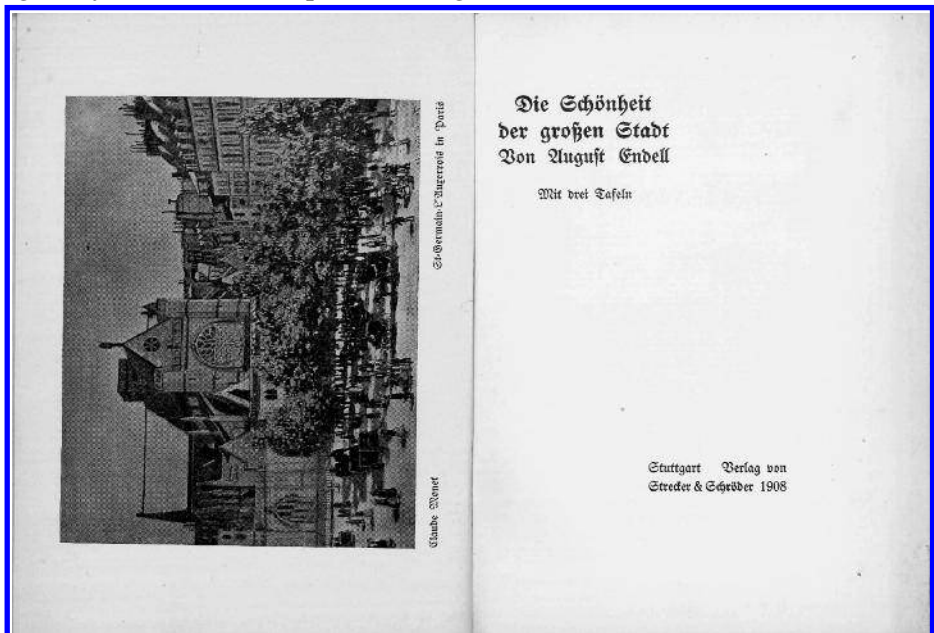 Claude Monet
St-Germain-L'Auxerrois in Paris
Die Schönheit
der großen Stadt
Von August Endell
Mit drei Tafeln
Stuttgart Verlag von
Strecker & Schröder 1908